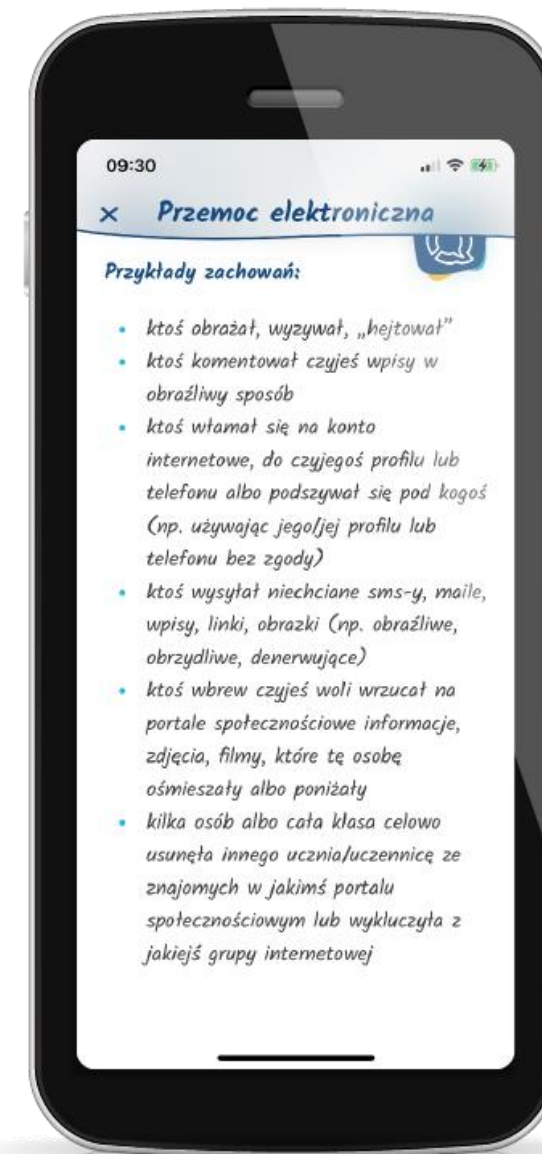 09:30
× Przemoc elektroniczna
Przykłady zachowań:
• ktoś obrażał, wyzywał, „hejtował”
• ktoś komentował czyjeś wpisy w
obraźliwy sposób
• ktoś włamał się na konto
internetowe, do czyjegoś profilu lub
telefonu albo podszywał się pod kogoś
(np. używając jego/jej profilu lub
telefonu bez zgody)
• ktoś wysyłał niechciane sms-y, maile,
wpisy, linki, obrazki (np. obraźliwe,
obrzydliwe, denerwujące)
• ktoś wbrew czyjeś woli wrzucał na
portale społecznościowe informacje,
zdjęcia, filmy, które tę osobę
ośmieszały albo poniżały
• kilka osób albo cała klasa celowo
usunęła innego ucznia/uczennicę ze
znajomych w jakimś portalu
społecznościowym lub wykluczyła z
jakiejś grupy internetowej